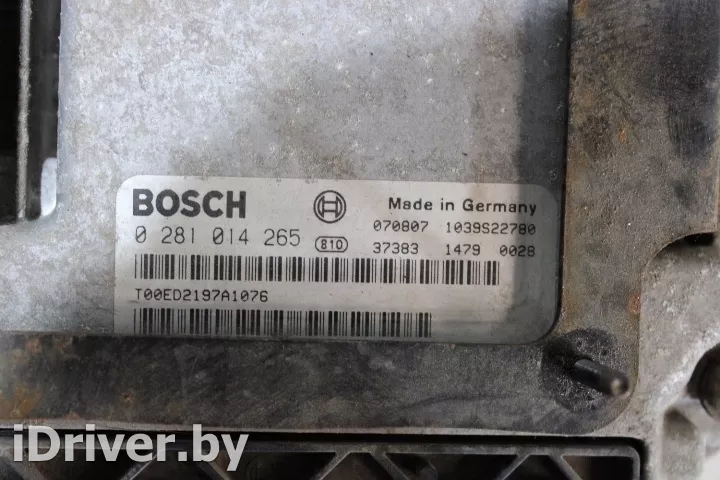 BOSCH Made in Germany
0 281 014 265 810 070807 1039S22780
37383 1479 0028
T00ED2197A1076
iDriver.by